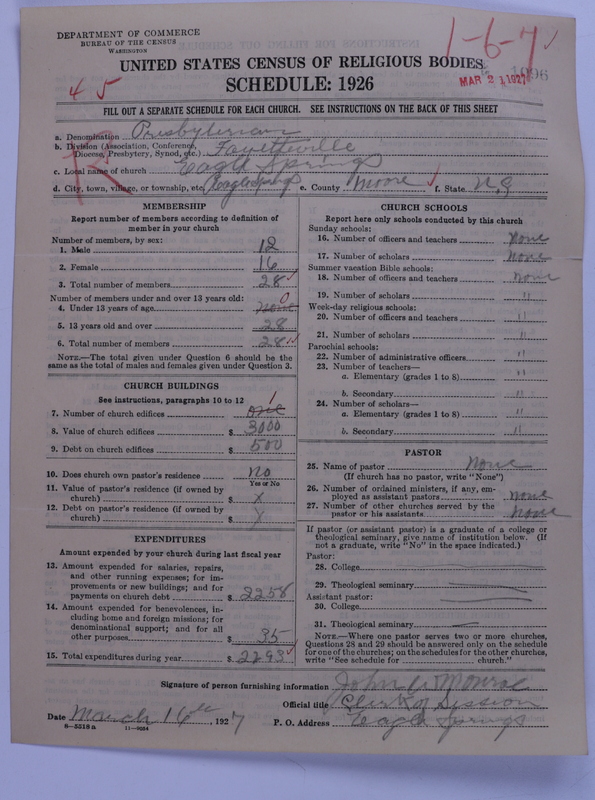 DEPARTMENT OF COMMERCE
BUREAU OF THE CENSUS
WASHINGTON
1-6-7
UNITED STATES CENSUS OF RELIGIOUS BODIES
SCHEDULE: 1926
MAR 21 1927
4 5
FILL OUT A SEPARATE SCHEDULE FOR EACH CHURCH. SEE INSTRUCTIONS ON THE BACK OF THIS SHEET
a. Denomination Presbyterian
b. Division (Association, Conference, Diocese, Presbytery, Synod, etc.) Fayetteville
c. Local name of church Eagle Springs
d. City, town, village, or township, etc. Eagle Springs e. County Moore f. State N.C.
MEMBERSHIP
Report number of members according to definition of
member in your church
Number of members, by sex:
1. Male 12
2. Female 16
3. Total number of members 28
Number of members under and over 13 years old:
4. Under 13 years of age none 0
5. 13 years old and over 28
6. Total number of members 28
NOTE.—The total given under Question 6 should be the
same as the total of males and females given under Question 3.
CHURCH BUILDINGS
See instructions, paragraphs 10 to 12
7. Number of church edifices one 1
8. Value of church edifices $ 3000
9. Debt on church edifices $ 500
10. Does church own pastor's residence No
Yes or No
11. Value of pastor's residence (if owned by
church) $ X
12. Debt on pastor's residence (if owned by
church) $ X
EXPENDITURES
Amount expended by your church during last fiscal year
13. Amount expended for salaries, repairs,
and other running expenses; for im-
provements or new buildings; and for
payments on church debt $ 2258
14. Amount expended for benevolences, in-
cluding home and foreign missions; for
denominational support; and for all
other purposes $ 35
15. Total expenditures during year $ 2293
CHURCH SCHOOLS
Report here only schools conducted by this church
Sunday schools:
16. Number of officers and teachers None
17. Number of scholars None
Summer vacation Bible schools:
18. Number of officers and teachers None
19. Number of scholars "
Week-day religious schools:
20. Number of officers and teachers "
21. Number of scholars "
Parochial schools:
22. Number of administrative officers "
23. Number of teachers—
a. Elementary (grades 1 to 8) "
b. Secondary "
24. Number of scholars—
a. Elementary (grades 1 to 8) "
b. Secondary "
PASTOR
25. Name of pastor None
(If church has no pastor, write "None")
26. Number of ordained ministers, if any, em-
ployed as assistant pastors None
27. Number of other churches served by the
pastor or his assistants None
If pastor (or assistant pastor) is a graduate of a college or
theological seminary, give name of institution below. (If
not a graduate, write "No" in the space indicated.)
Pastor:
28. College
29. Theological seminary
Assistant pastor:
30. College
31. Theological seminary
NOTE.—Where one pastor serves two or more churches,
Questions 28 and 29 should be answered only on the schedule
for one of the churches; on the schedules for the other churches,
write "See schedule for church."
Signature of person furnishing information John W Monroe
Official title Clerk of Session
Date March 16th, 1927 P. O. Address Eagle Springs
8-5318a 11-9034